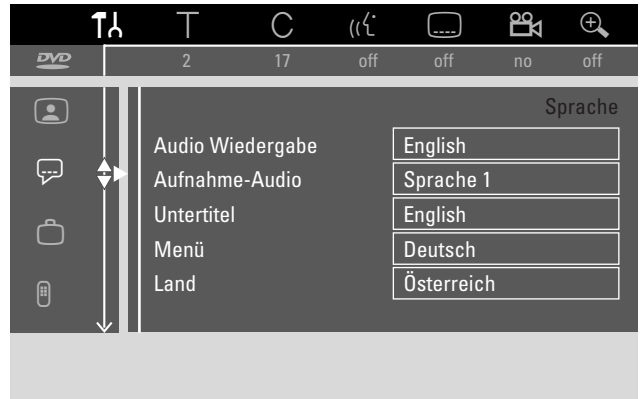 T C
DVD 2 17 off off no off
Sprache
Audio Wiedergabe English
Aufnahme-Audio Sprache 1
Untertitel English
Menü Deutsch
Land Österreich